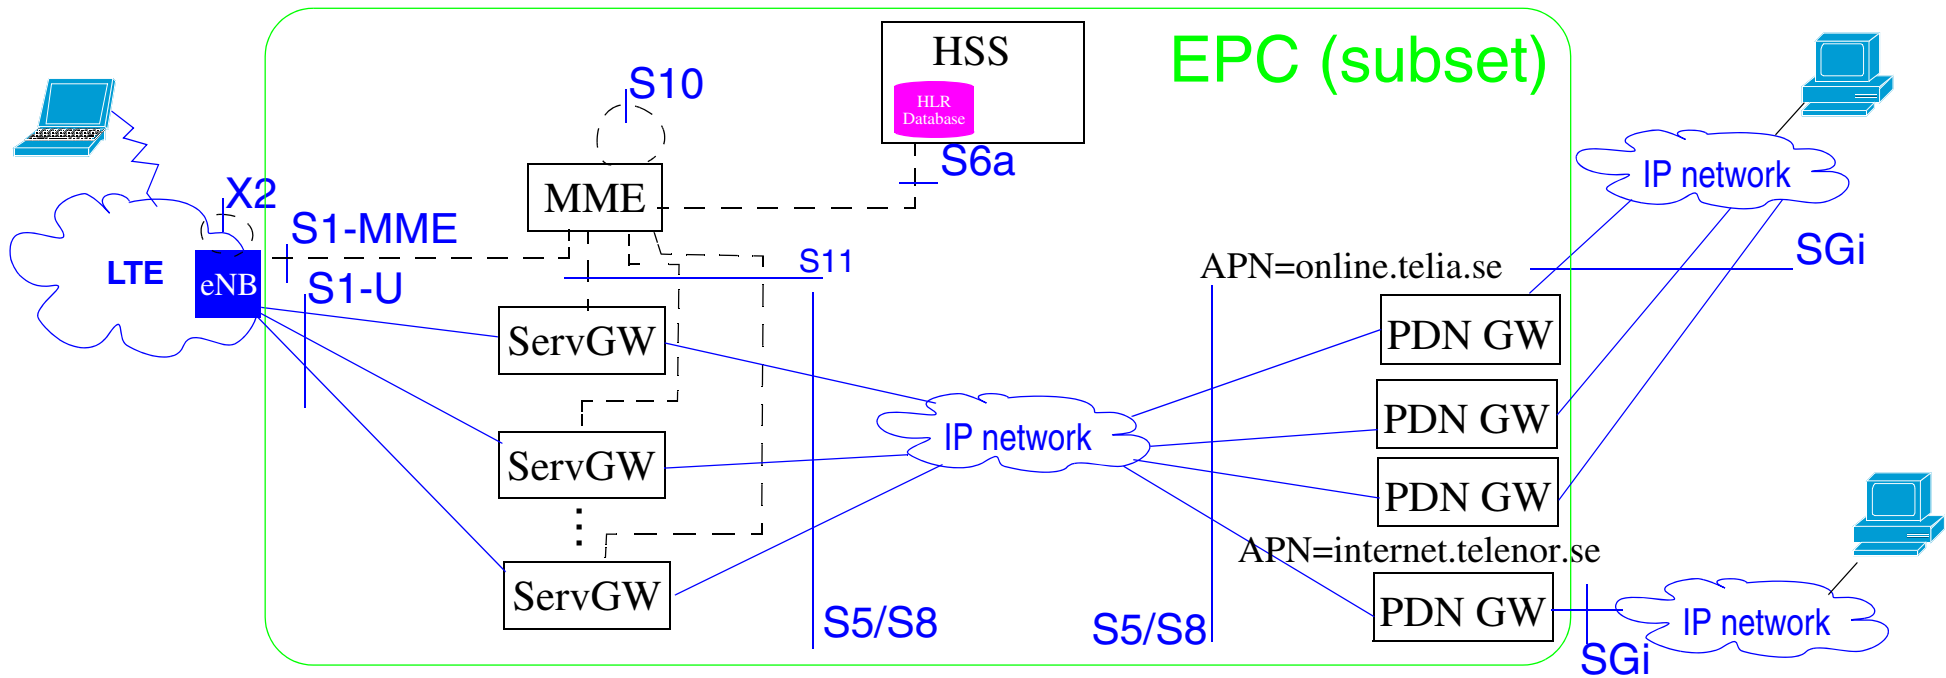 HSS
EPC (subset)
S10
HLR
Database
S6a
IP network
MME
X2
S1-MME
SGi
S11
APN=online.telia.se
LTE
eNB
S1-U
ServGW
PDN GW
PDN GW
IP network
ServGW
PDN GW
⋮
APN=internet.telenor.se
ServGW
PDN GW
S5/S8
S5/S8
IP network
SGi